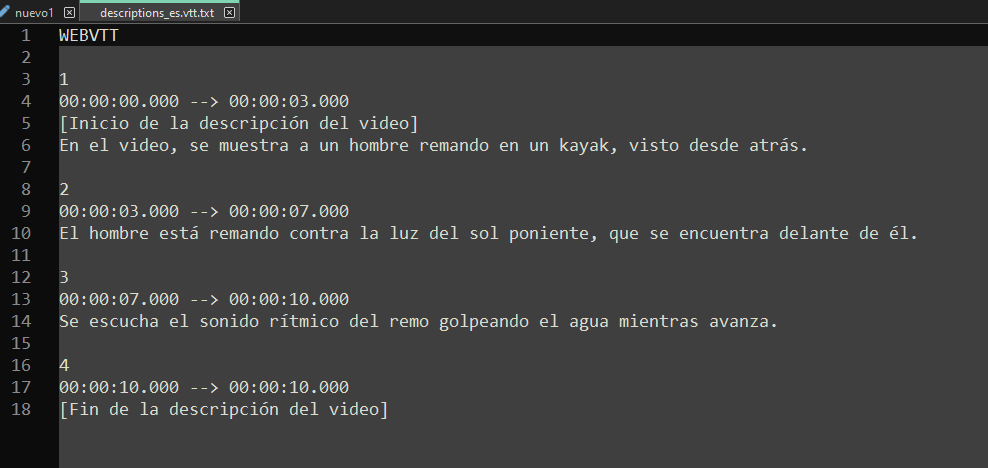 nuevo1
descriptions_es.vtt.txt
1 WEBVTT
2
3 1
4 00:00:00.000 --> 00:00:03.000
5 [Inicio de la descripción del video]
6 En el video, se muestra a un hombre remando en un kayak, visto desde atrás.
7
8 2
9 00:00:03.000 --> 00:00:07.000
10 El hombre está remando contra la luz del sol poniente, que se encuentra delante de él.
11
12 3
13 00:00:07.000 --> 00:00:10.000
14 Se escucha el sonido rítmico del remo golpeando el agua mientras avanza.
15
16 4
17 00:00:10.000 --> 00:00:10.000
18 [Fin de la descripción del video]